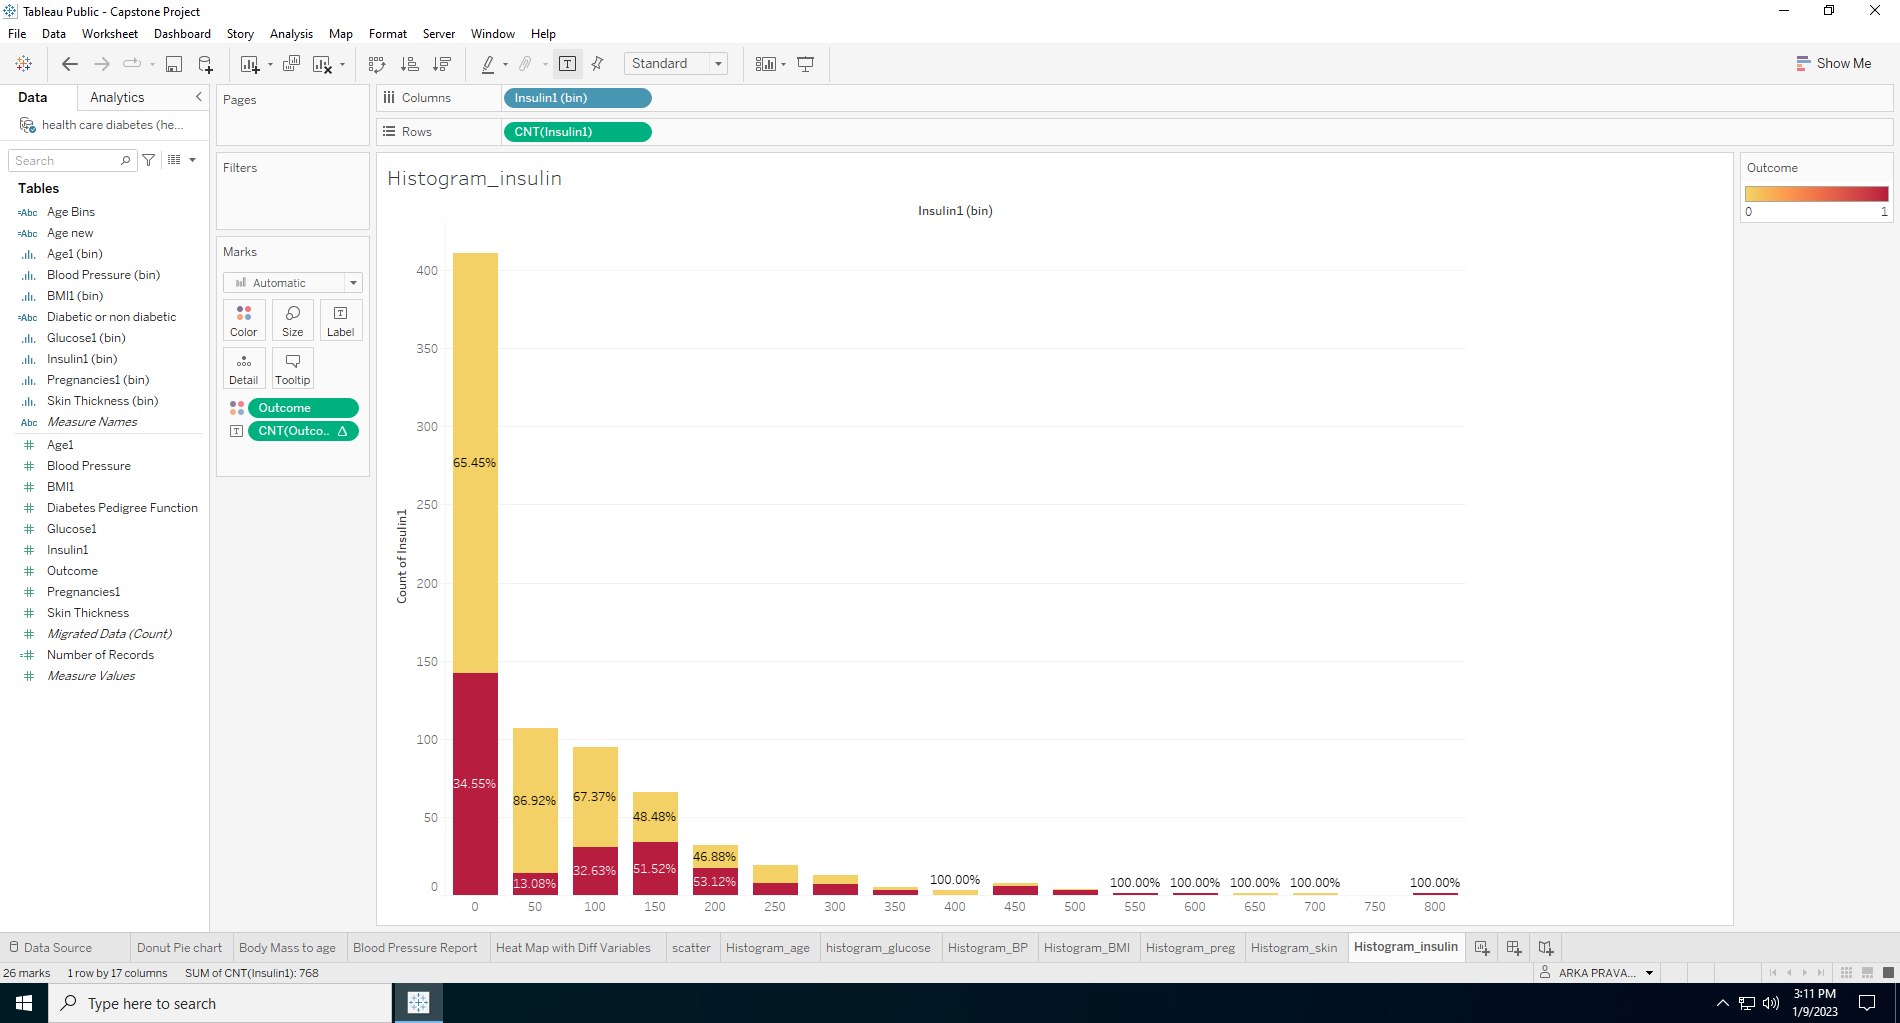 Tableau Public - Capstone Project
File Data Worksheet Dashboard Story Analysis Map Format Server Window Help
Standard
Show Me
Data Analytics
health care diabetes (he...
Search
Tables
Abc Age Bins
Abc Age new
Age1 (bin)
Blood Pressure (bin)
BMI1 (bin)
Abc Diabetic or non diabetic
Glucose1 (bin)
Insulin1 (bin)
Pregnancies1 (bin)
Skin Thickness (bin)
Abc Measure Names
Age1
Blood Pressure
BMI1
Diabetes Pedigree Function
Glucose1
Insulin1
Outcome
Pregnancies1
Skin Thickness
Migrated Data (Count)
Number of Records
Measure Values
Pages
Filters
Marks
Automatic
Color Size Label
Detail Tooltip
Outcome
CNT(Outco..
Columns Insulin1 (bin)
Rows CNT(Insulin1)
Histogram_insulin
Insulin1 (bin)
Count of Insulin1
400
350
300
250
200
150
100
50
0
65.45%
34.55%
86.92%
13.08%
67.37%
32.63%
48.48%
51.52%
46.88%
53.12%
100.00%
100.00%
100.00%
100.00%
100.00%
100.00%
0 50 100 150 200 250 300 350 400 450 500 550 600 650 700 750 800
Outcome
0 1
Data Source Donut Pie chart Body Mass to age Blood Pressure Report Heat Map with Diff Variables scatter Histogram_age histogram_glucose Histogram_BP Histogram_BMI Histogram_preg Histogram_skin Histogram_insulin
26 marks 1 row by 17 columns SUM of CNT(Insulin1): 768
ARKA PRAVA...
Type here to search
3:11 PM
1/9/2023